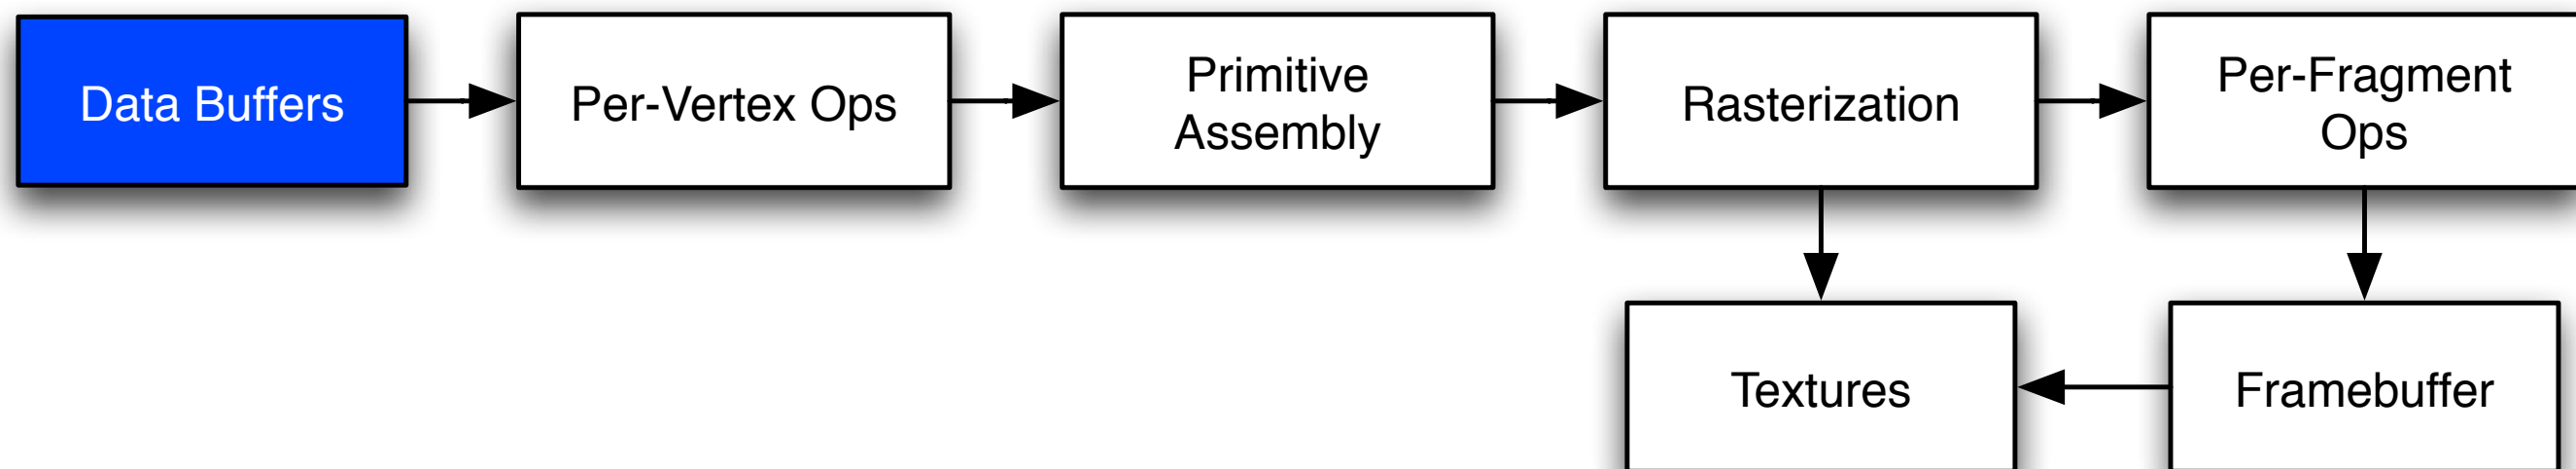 Data Buffers
Per-Vertex Ops
Primitive
Assembly
Rasterization
Per-Fragment
Ops
Textures
Framebuffer